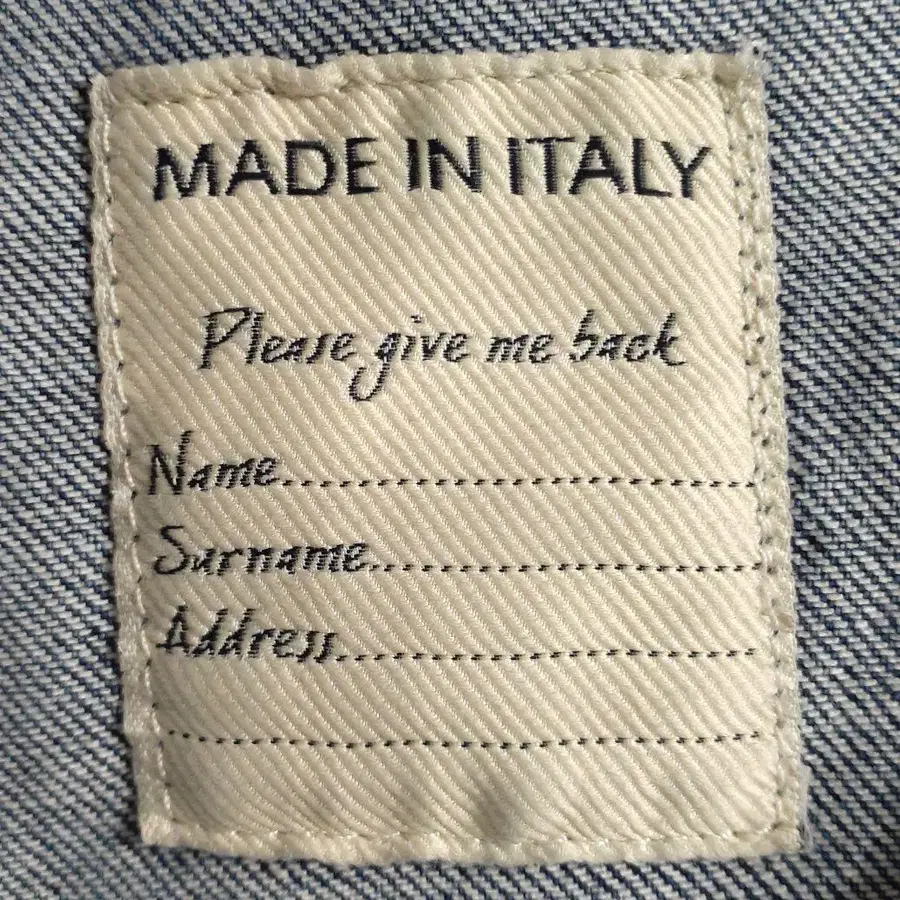 MADE IN ITALY
Please give me back
Name........................
Surname....................
Address.....................
..............................